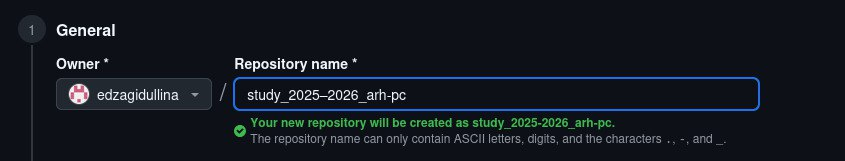 1 General
Owner * Repository name *
edzagidullina / study_2025–2026_arh-pc
Your new repository will be created as study_2025-2026_arh-pc.
The repository name can only contain ASCII letters, digits, and the characters ., -, and _.